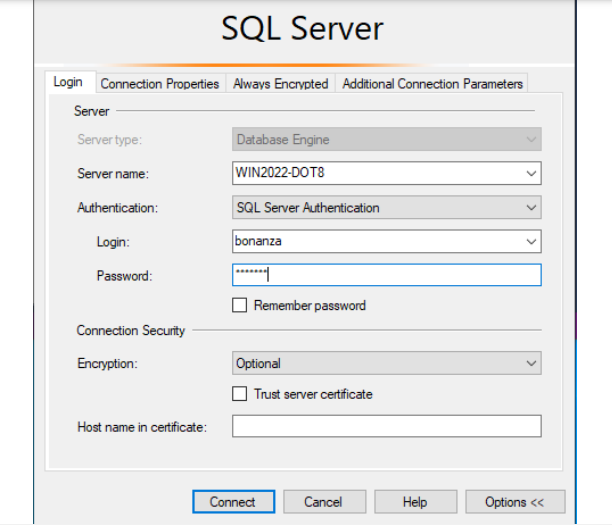 SQL Server
Login Connection Properties Always Encrypted Additional Connection Parameters
Server
Server type: Database Engine
Server name: WIN2022-DOT8
Authentication: SQL Server Authentication
Login: bonanza
Password: *******
Remember password
Connection Security
Encryption: Optional
Trust server certificate
Host name in certificate:
Connect Cancel Help Options <<